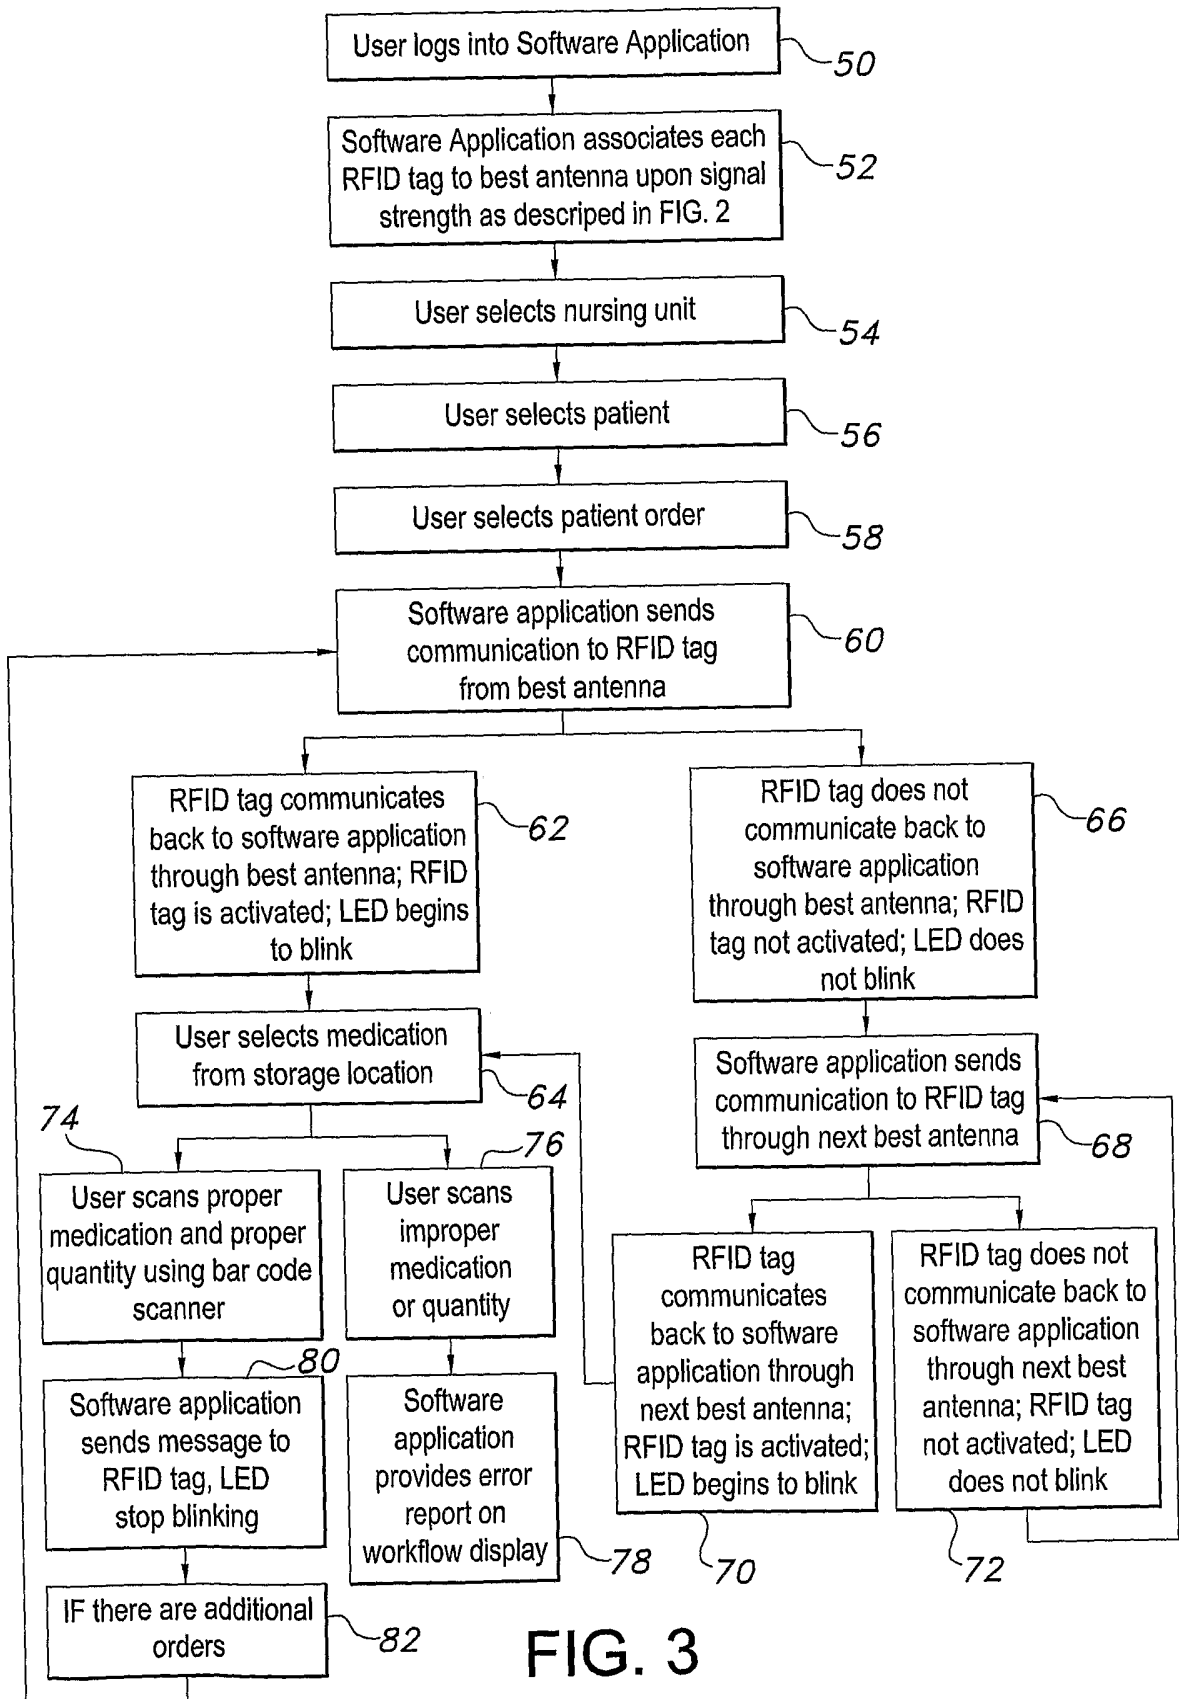 User logs into Software Application
50
Software Application associates each
RFID tag to best antenna upon signal
strength as descriped in FIG. 2
52
User selects nursing unit
54
User selects patient
56
User selects patient order
58
Software application sends
communication to RFID tag
from best antenna
60
RFID tag communicates
back to software application
through best antenna; RFID
tag is activated; LED begins
to blink
62
RFID tag does not
communicate back to
software application
through best antenna; RFID
tag not activated; LED does
not blink
66
User selects medication
from storage location
64
Software application sends
communication to RFID tag
through next best antenna
68
74
User scans proper
medication and proper
quantity using bar code
scanner
76
User scans
improper
medication
or quantity
RFID tag
communicates
back to software
application through
next best antenna;
RFID tag is activated;
LED begins to blink
70
RFID tag does not
communicate back to
software application
through next best
antenna; RFID tag
not activated; LED
does not blink
72
80
Software application
sends message to
RFID tag, LED
stop blinking
Software
application
provides error
report on
workflow display
78
IF there are additional
orders
82
FIG. 3